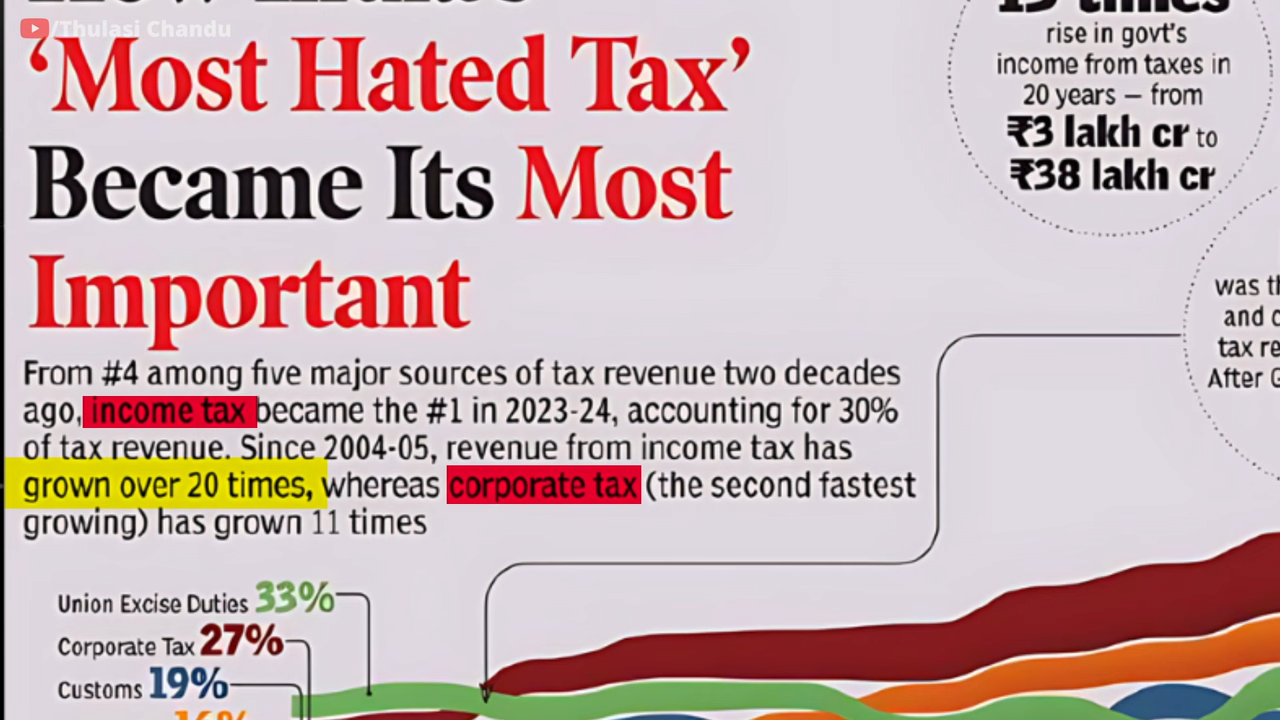 /Thulasi Chandu
'Most Hated Tax'
Became Its Most
Important
From #4 among five major sources of tax revenue two decades
ago, income tax became the #1 in 2023-24, accounting for 30%
of tax revenue. Since 2004-05, revenue from income tax has
grown over 20 times, whereas corporate tax (the second fastest
growing) has grown 11 times
times
rise in govt's
income from taxes in
20 years — from
₹3 lakh cr to
₹38 lakh cr
was
and
tax
After
Union Excise Duties 33%
Corporate Tax 27%
Customs 19%